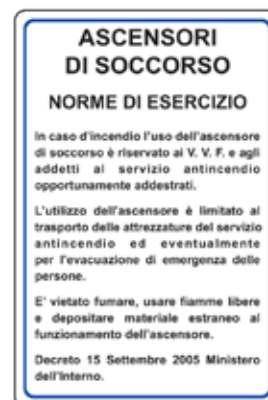 ASCENSORI
DI SOCCORSO
NORME DI ESERCIZIO
In caso d'incendio l'uso dell'ascensore
di soccorso è riservato ai V. V. F. e agli
addetti al servizio antincendio
opportunamente addestrati.
L'utilizzo dell'ascensore è limitato al
trasporto delle attrezzature del servizio
antincendio ed eventualmente
per l'evacuazione di emergenza delle
persone.
E' vietato fumare, usare fiamme libere
e depositare materiale estraneo al
funzionamento dell'ascensore.
Decreto 15 Settembre 2005 Ministero
dell'Interno.